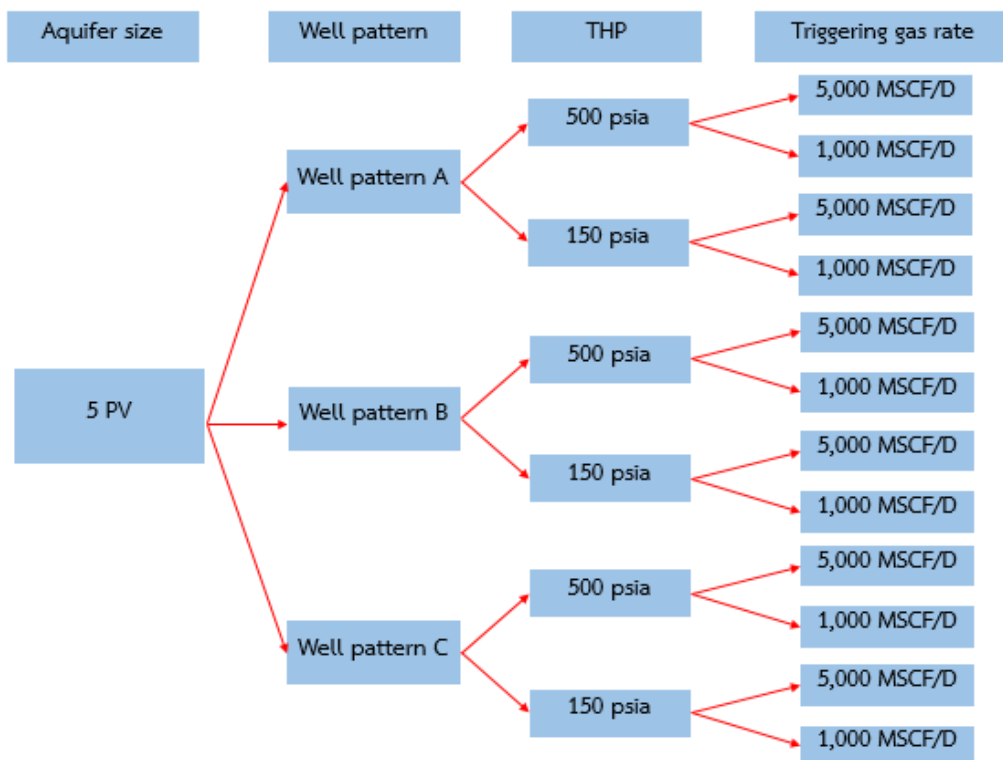 Aquifer size
Well pattern
THP
Triggering gas rate
5 PV
Well pattern A
500 psia
5,000 MSCF/D
1,000 MSCF/D
150 psia
5,000 MSCF/D
1,000 MSCF/D
Well pattern B
500 psia
5,000 MSCF/D
1,000 MSCF/D
150 psia
5,000 MSCF/D
1,000 MSCF/D
Well pattern C
500 psia
5,000 MSCF/D
1,000 MSCF/D
150 psia
5,000 MSCF/D
1,000 MSCF/D